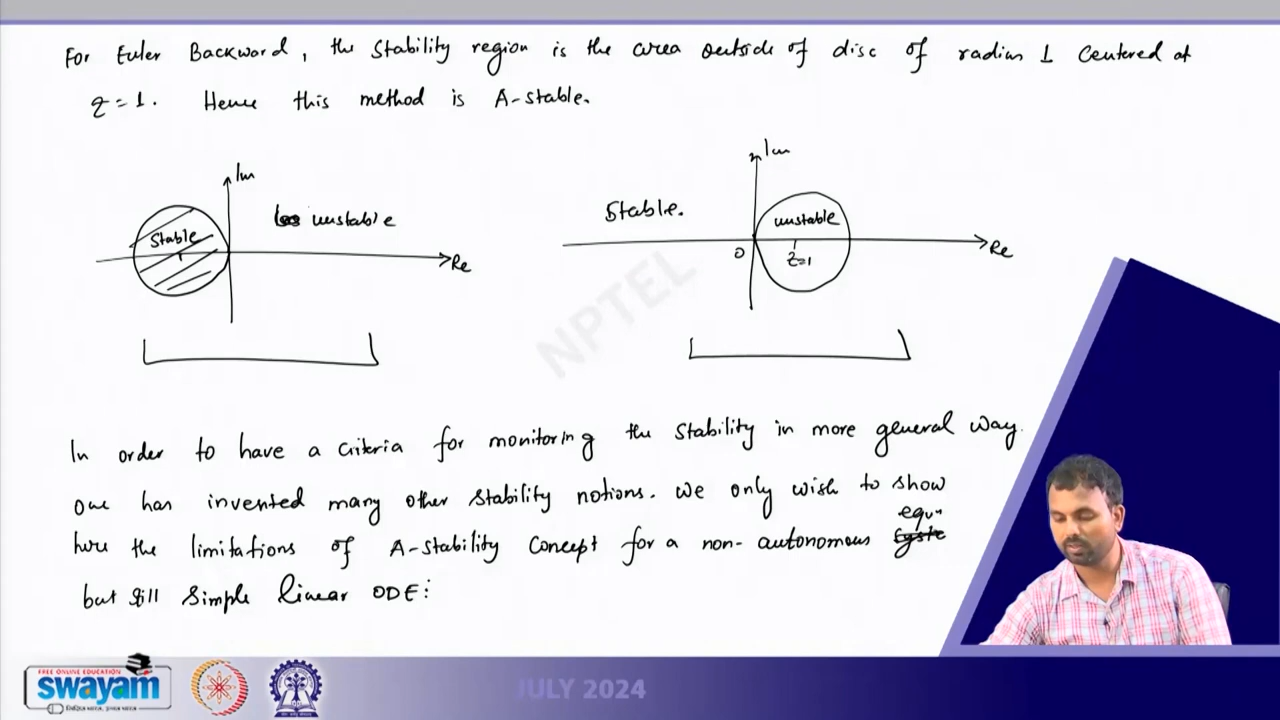 For Euler Backward, the Stability region is the area outside of disc of radius 1 centered at
z = 1. Hence this method is A-stable.
Im
unstable
Stable
Re
Im
Stable.
unstable
0
z=1
Re
NPTEL
In order to have a Criteria for monitoring the Stability in more general way.
one has invented many other stability notions. We only wish to show
here the limitations of A-stability Concept for a non-autonomous equn
but still simple linear ODE:
FREE ONLINE EDUCATION
swayam
JULY 2024